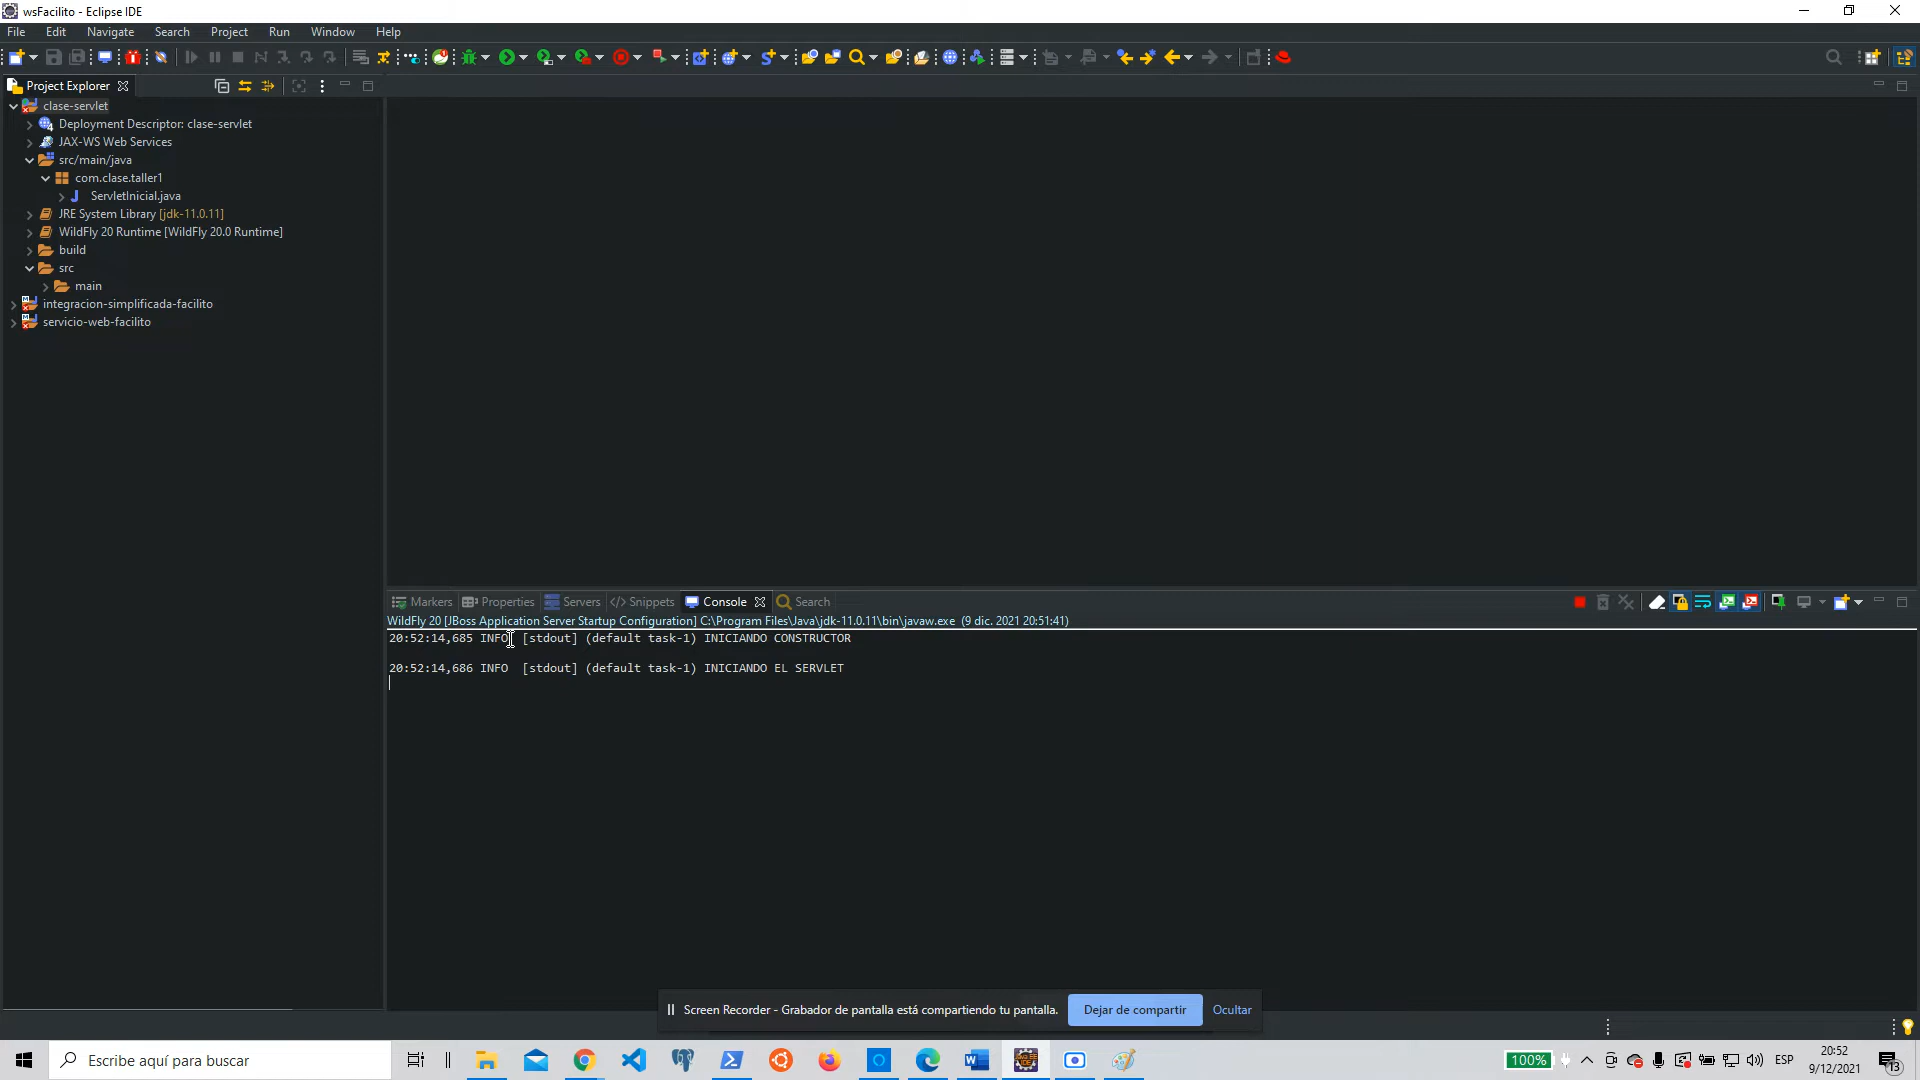 wsFacilito - Eclipse IDE
File Edit Navigate Search Project Run Window Help
Project Explorer
clase-servlet
Deployment Descriptor: clase-servlet
JAX-WS Web Services
src/main/java
com.clase.taller1
ServletInicial.java
JRE System Library [jdk-11.0.11]
WildFly 20 Runtime [WildFly 20.0 Runtime]
build
src
main
integracion-simplificada-facilito
servicio-web-facilito
Markers Properties Servers Snippets Console Search
WildFly 20 [JBoss Application Server Startup Configuration] C:\Program Files\Java\jdk-11.0.11\bin\javaw.exe (9 dic. 2021 20:51:41)
20:52:14,685 INFO [stdout] (default task-1) INICIANDO CONSTRUCTOR
20:52:14,686 INFO [stdout] (default task-1) INICIANDO EL SERVLET
Screen Recorder - Grabador de pantalla está compartiendo tu pantalla. Dejar de compartir Ocultar
Escribe aquí para buscar
100%
ESP
20:52
9/12/2021
13